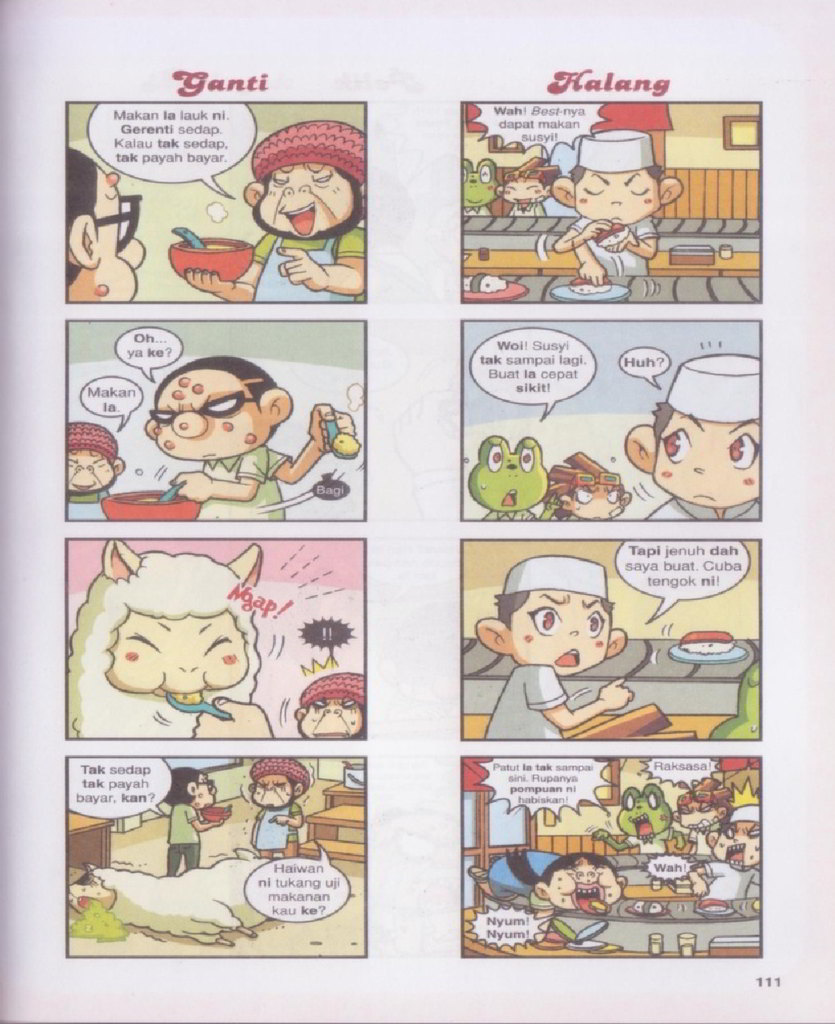 Ganti
Makan la lauk ni.
Gerenti sedap.
Kalau tak sedap,
tak payah bayar.
Oh...
ya ke?
Makan
la.
Bagi
Ngap!
!!
Tak sedap
tak payah
bayar, kan?
Haiwan
ni tukang uji
makanan
kau ke?
Halang
Wah! Best-nya
dapat makan
susyi!
Woi! Susyi
tak sampai lagi.
Buat la cepat
sikit!
Huh?
Tapi jenuh dah
saya buat. Cuba
tengok ni!
Patut la tak sampai
sini. Rupanya
pompuan ni
habiskan!
Raksasa!
Wah!
Nyum!
Nyum!
111